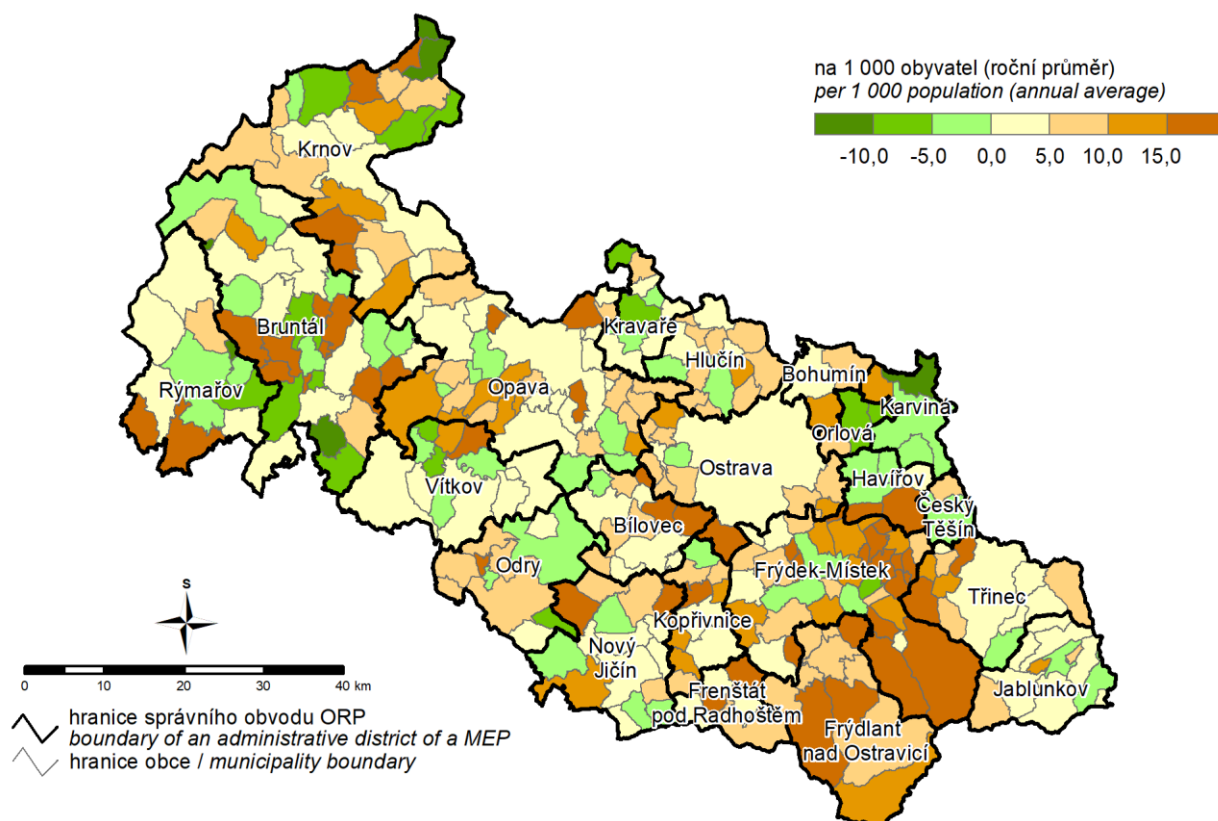 na 1 000 obyvatel (roční průměr)
per 1 000 population (annual average)
-10,0 -5,0 0,0 5,0 10,0 15,0
Krnov
Bruntál
Rýmařov
Opava
Kravaře
Hlučín
Bohumín
Karviná
Orlová
Ostrava
Havířov
Český
Těšín
Vítkov
Bílovec
Odry
Frýdek-Místek
Třinec
Kopřivnice
Nový
Jičín
Frenštát
pod Radhoštěm
Jablunkov
Frýdlant
nad Ostravicí
S
0 10 20 30 40 km
hranice správního obvodu ORP
boundary of an administrative district of a MEP
hranice obce / municipality boundary